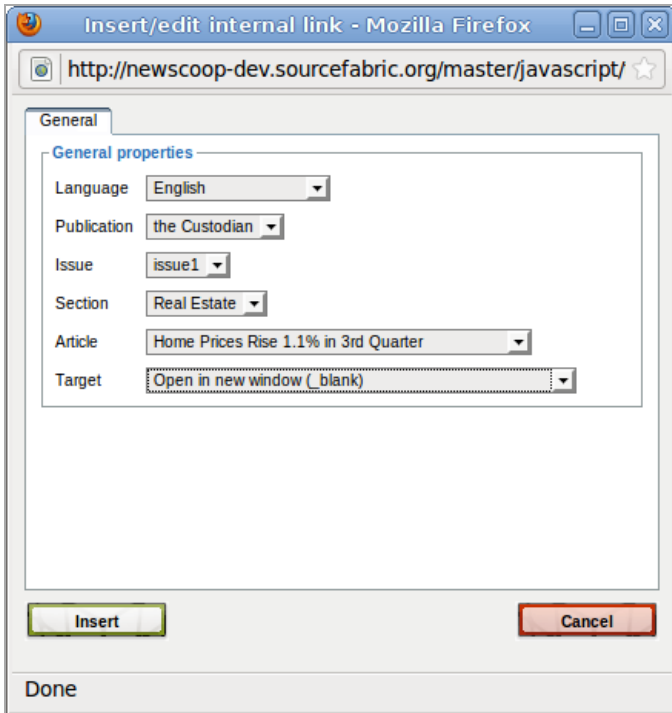 Insert/edit internal link - Mozilla Firefox
http://newscoop-dev.sourcefabric.org/master/javascript/
General
General properties
Language English
Publication the Custodian
Issue issue1
Section Real Estate
Article Home Prices Rise 1.1% in 3rd Quarter
Target Open in new window (_blank)
Insert Cancel
Done